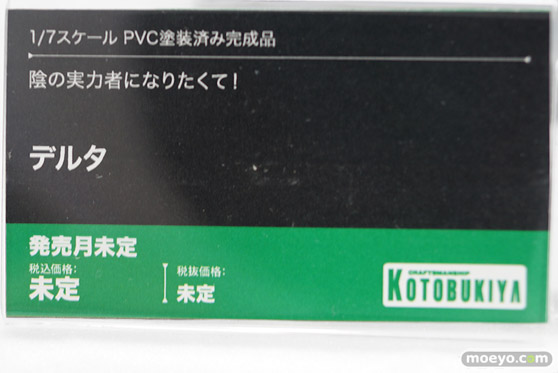 1/7スケール PVC塗装済み完成品
陰の実力者になりたくて！
デルタ
発売月未定
税込価格:
未定
税抜価格:
未定
CRAFTSMANSHIP
KOTOBUKIYA
moeyo.com